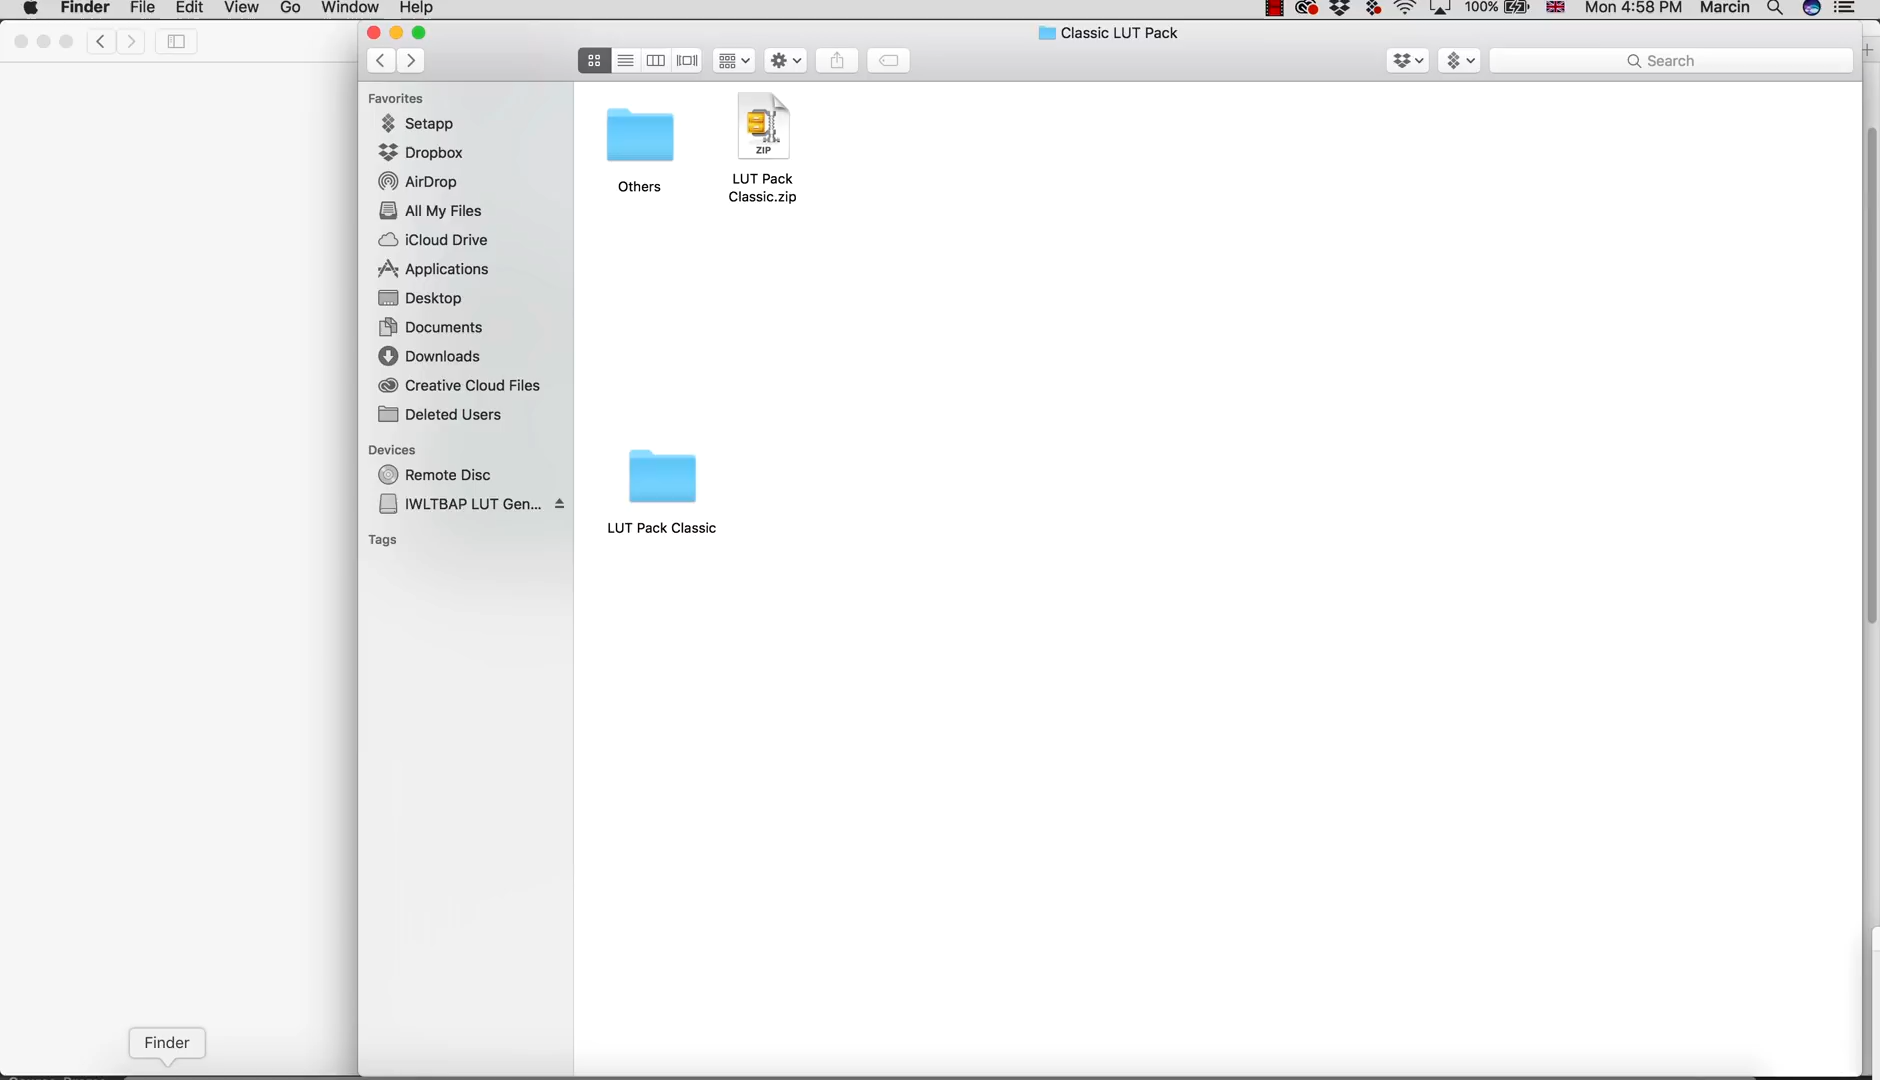 Finder File Edit View Go Window Help 100% Mon 4:58 PM Marcin
Classic LUT Pack
Search
Favorites
Setapp
Dropbox
AirDrop
All My Files
iCloud Drive
Applications
Desktop
Documents
Downloads
Creative Cloud Files
Deleted Users
Devices
Remote Disc
IWLTBAP LUT Gen...
Tags
Others
ZIP
LUT Pack
Classic.zip
LUT Pack Classic
Finder